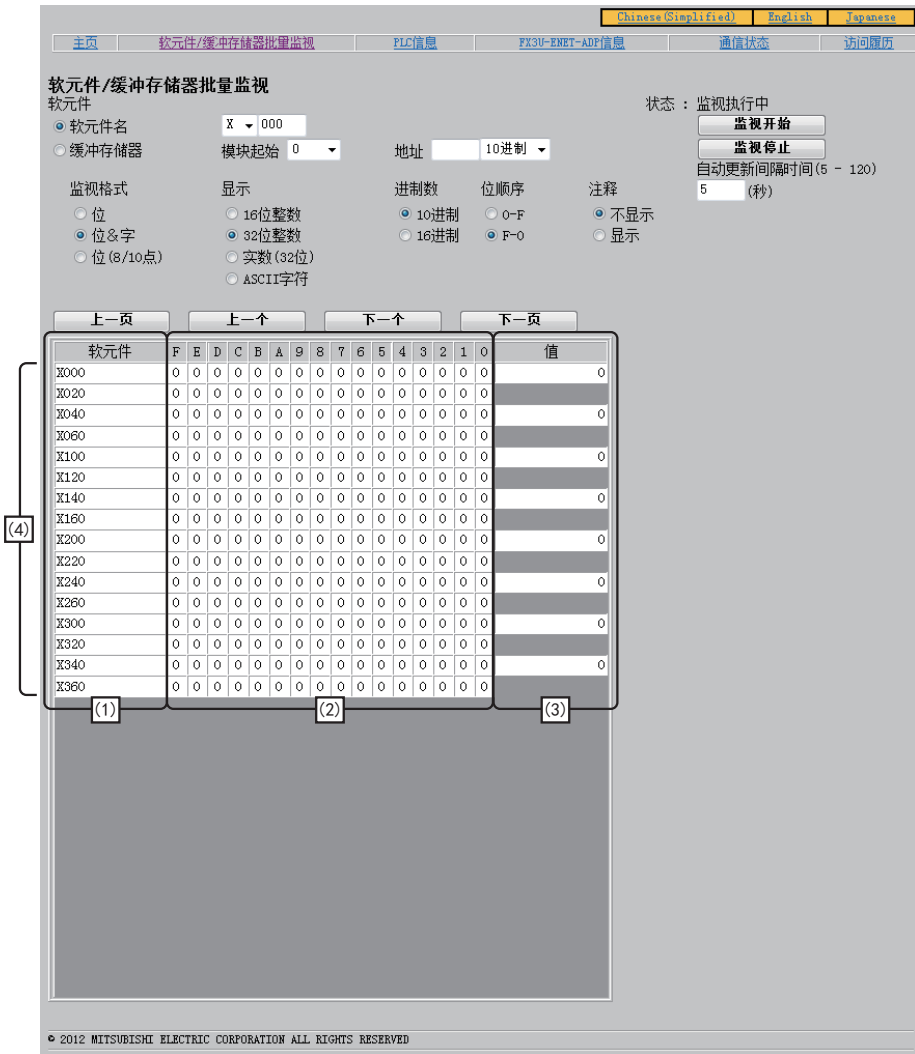 Chinese(Simplified) English Japanese
主页 软元件/缓冲存储器批量监视 PLC信息 FX3U-ENET-ADP信息 通信状态 访问履历
软元件/缓冲存储器批量监视
软元件 状态 : 监视执行中
软元件名 X 000 监视开始
缓冲存储器 模块起始 0 地址 10进制 监视停止
自动更新间隔时间(5 - 120)
监视格式 显示 进制数 位顺序 注释 5 (秒)
位 16位整数 10进制 0-F 不显示
位&字 32位整数 16进制 F-0 显示
位(8/10点) 实数(32位)
ASCII字符
上一页 上一个 下一个 下一页
软元件 F E D C B A 9 8 7 6 5 4 3 2 1 0 值
X000 0 0 0 0 0 0 0 0 0 0 0 0 0 0 0 0 0
X020 0 0 0 0 0 0 0 0 0 0 0 0 0 0 0 0
X040 0 0 0 0 0 0 0 0 0 0 0 0 0 0 0 0 0
X060 0 0 0 0 0 0 0 0 0 0 0 0 0 0 0 0
X100 0 0 0 0 0 0 0 0 0 0 0 0 0 0 0 0 0
X120 0 0 0 0 0 0 0 0 0 0 0 0 0 0 0 0
X140 0 0 0 0 0 0 0 0 0 0 0 0 0 0 0 0 0
X160 0 0 0 0 0 0 0 0 0 0 0 0 0 0 0 0
(4)
X200 0 0 0 0 0 0 0 0 0 0 0 0 0 0 0 0 0
X220 0 0 0 0 0 0 0 0 0 0 0 0 0 0 0 0
X240 0 0 0 0 0 0 0 0 0 0 0 0 0 0 0 0 0
X260 0 0 0 0 0 0 0 0 0 0 0 0 0 0 0 0
X300 0 0 0 0 0 0 0 0 0 0 0 0 0 0 0 0 0
X320 0 0 0 0 0 0 0 0 0 0 0 0 0 0 0 0
X340 0 0 0 0 0 0 0 0 0 0 0 0 0 0 0 0 0
X360 0 0 0 0 0 0 0 0 0 0 0 0 0 0 0 0
(1) (2) (3)
© 2012 MITSUBISHI ELECTRIC CORPORATION ALL RIGHTS RESERVED